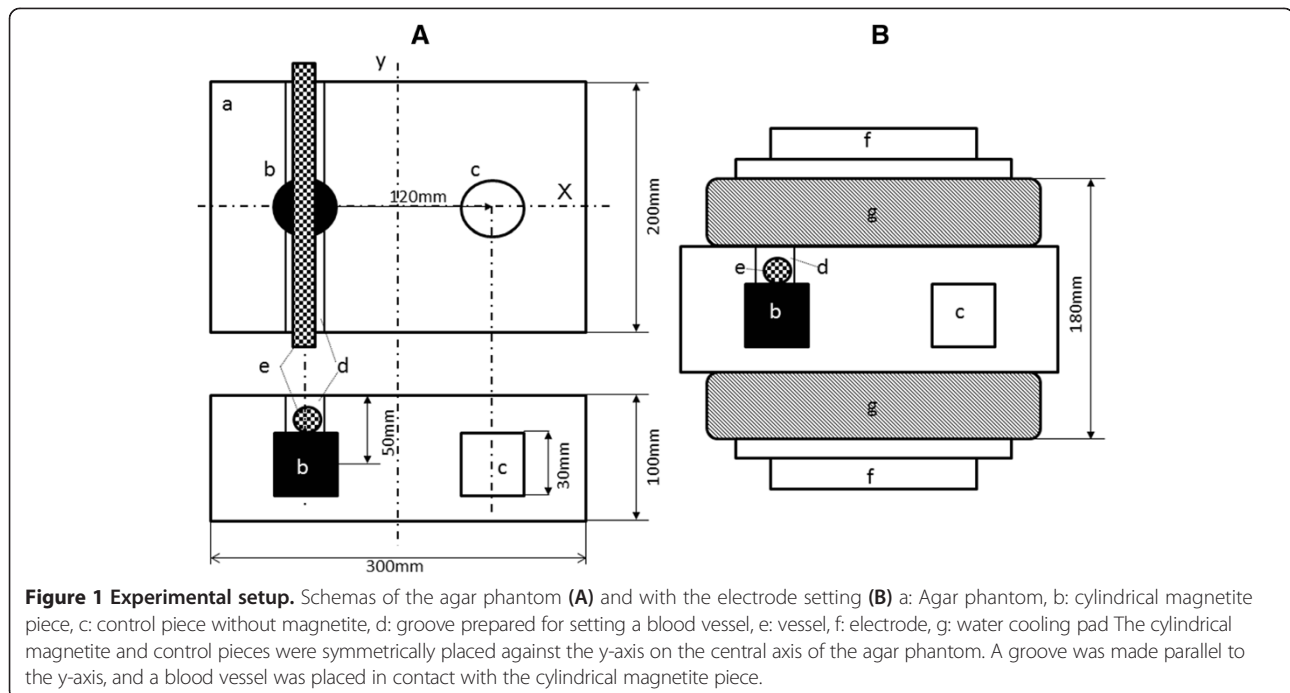 A
B
y
a
b
c
X
120mm
200mm
e
d
b
c
50mm
30mm
100mm
300mm
f
g
e
d
b
c
180mm
g
f
Figure 1 Experimental setup. Schemas of the agar phantom (A) and with the electrode setting (B) a: Agar phantom, b: cylindrical magnetite
piece, c: control piece without magnetite, d: groove prepared for setting a blood vessel, e: vessel, f: electrode, g: water cooling pad The cylindrical
magnetite and control pieces were symmetrically placed against the y-axis on the central axis of the agar phantom. A groove was made parallel to
the y-axis, and a blood vessel was placed in contact with the cylindrical magnetite piece.